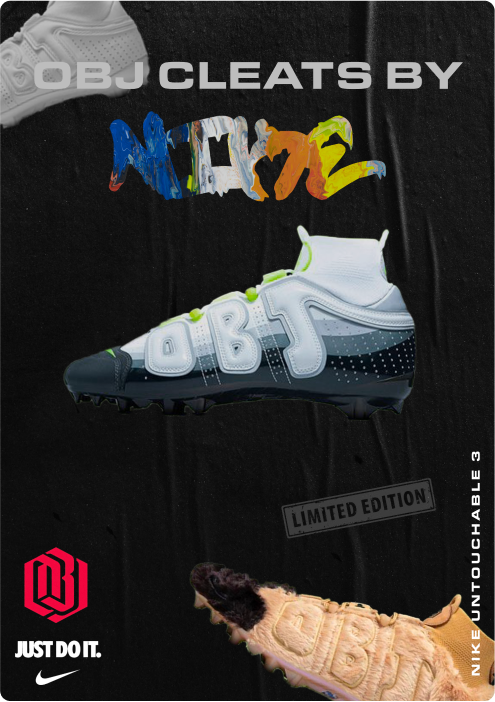 OBJ CLEATS BY
NIKE
OBJ
LIMITED EDITION
NIKE UNTOUCHABLE 3
JUST DO IT.
OBJ